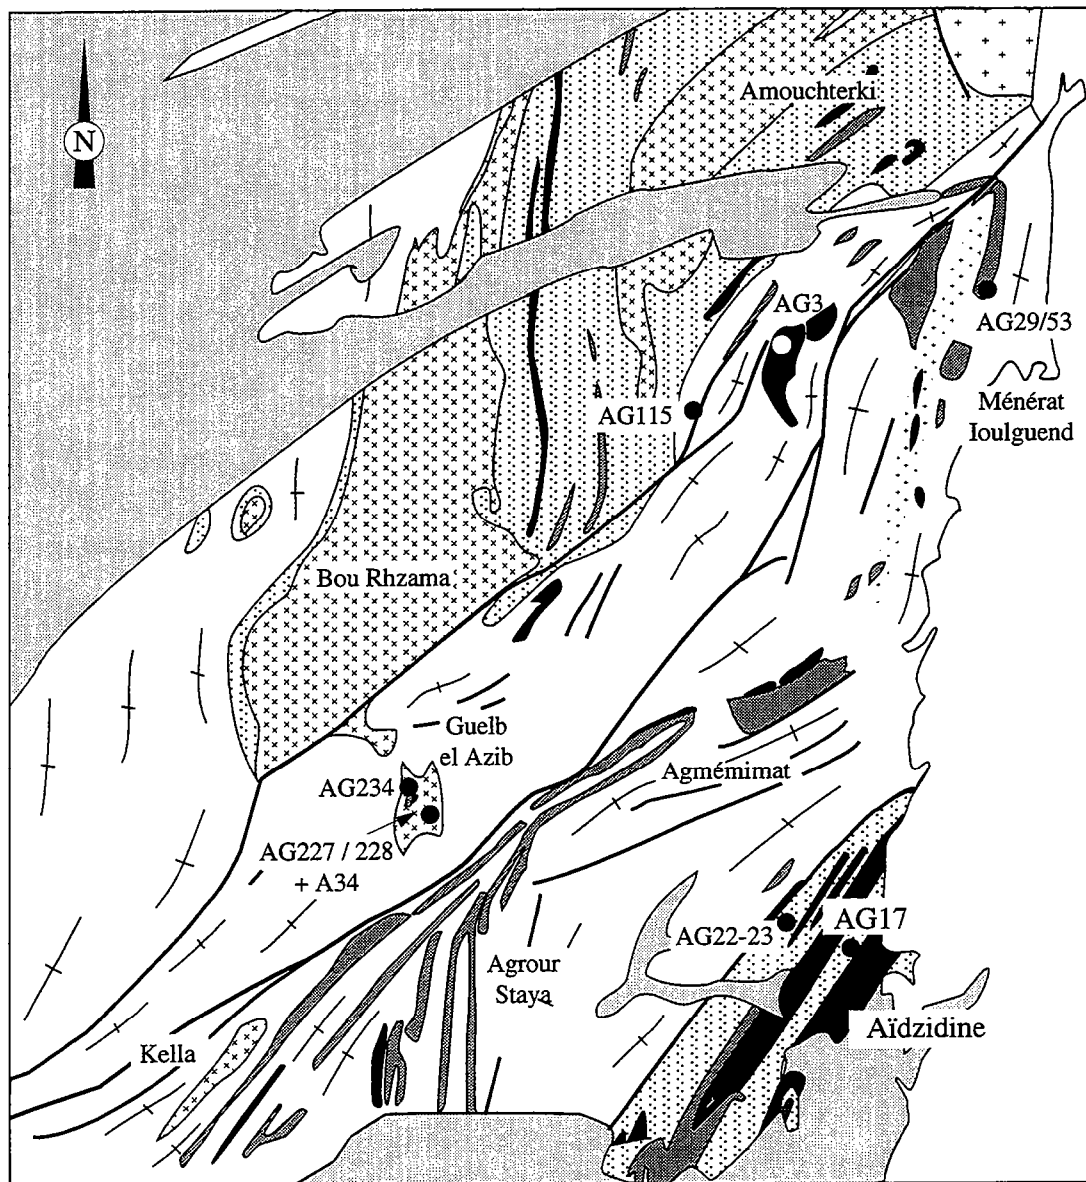 Amouchterki
N
AG3
AG29/53
Ménérat
Ioulguend
AG115
Bou Rhzama
Guelb
el Azib
Agmémimat
AG234
AG227 / 228
+ A34
AG22-23
AG17
Agrour
Staya
Aïdzidine
Kella